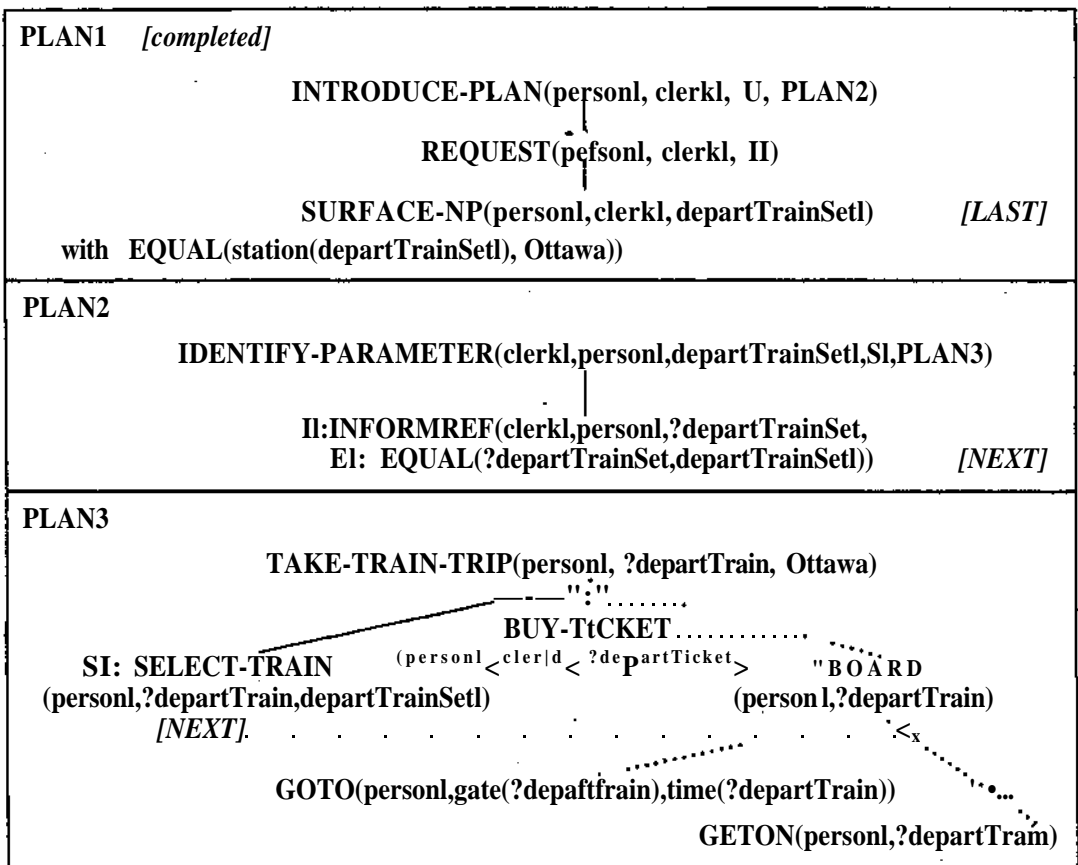 PLAN1 [completed]
INTRODUCE-PLAN(personl, clerkl, U, PLAN2)
REQUEST(pefsonl, clerkl, II)
SURFACE-NP(personl,clerkl,departTrainSetl) [LAST]
with EQUAL(station(departTrainSetl), Ottawa))
PLAN2
IDENTIFY-PARAMETER(clerkl,personl,departTrainSetl,Sl,PLAN3)
Il:INFORMREF(clerkl,personl,?departTrainSet,
El: EQUAL(?departTrainSet,departTrainSetl)) [NEXT]
PLAN3
TAKE-TRAIN-TRIP(personl, ?departTrain, Ottawa)
BUY-TtCKET
SI: SELECT-TRAIN (personl<cler|d<?dePartTicket> "BOARD
(personl,?departTrain,departTrainSetl) (personl,?departTrain)
[NEXT]. . . . . . . . . . . . . . .<x
GOTO(personl,gate(?depaftfrain),time(?departTrain))
GETON(personl,?departTram)